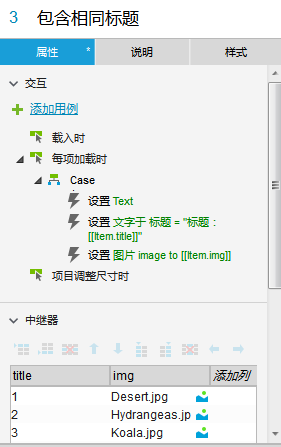 3 包含相同标题
属性 * 说明 样式
交互
添加用例
载入时
每项加载时
Case
设置 Text
设置 文字于 标题 = "标题：
[[Item.title]]"
设置 图片 image to [[Item.img]]
项目调整尺寸时
中继器
title img 添加列
1 Desert.jpg
2 Hydrangeas.jp
3 Koala.jpg